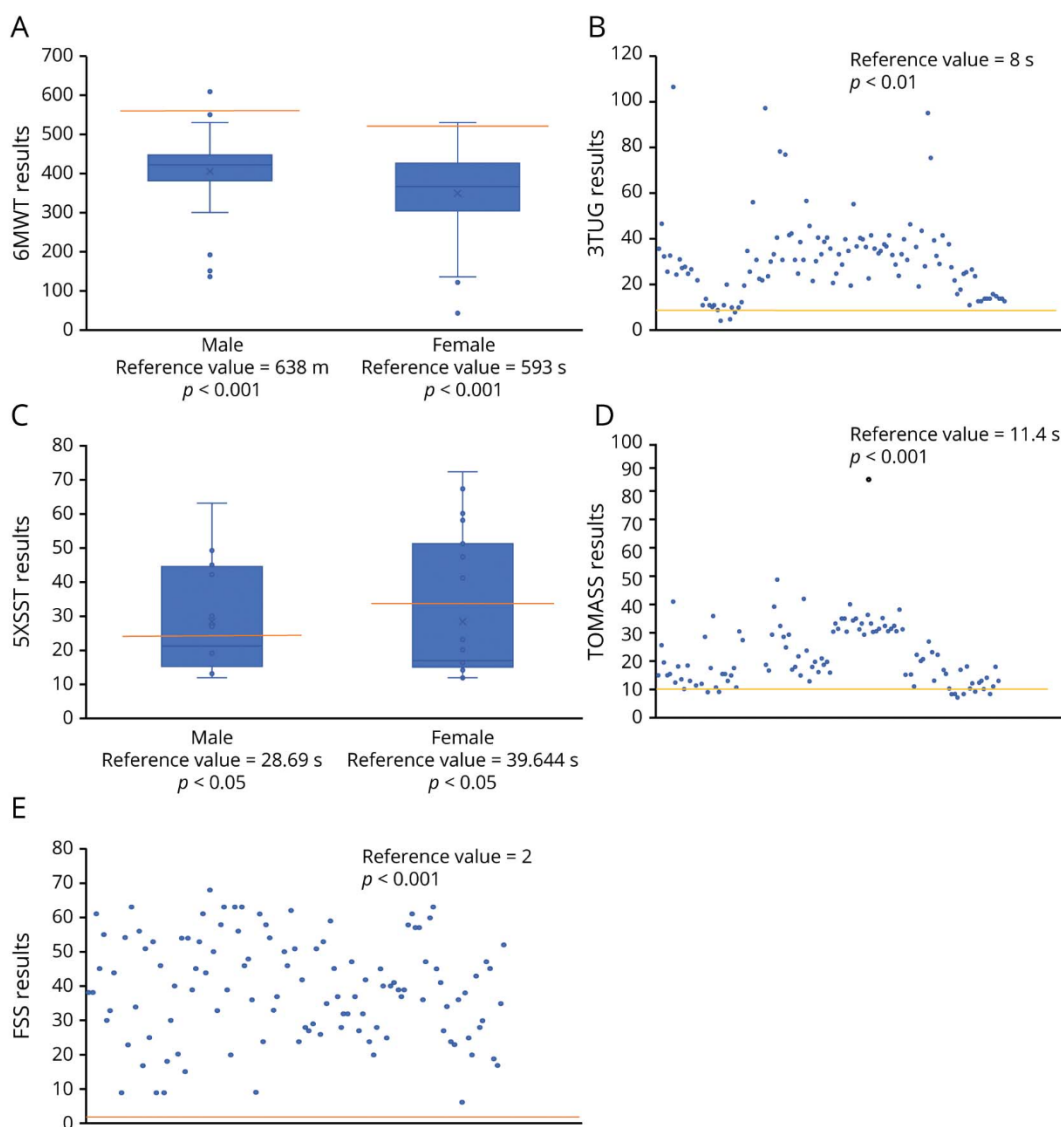 A
700
600
500
400
300
200
100
0
6MWT results
Male
Reference value = 638 m
p < 0.001
Female
Reference value = 593 s
p < 0.001
B
120
100
80
60
40
20
0
3TUG results
Reference value = 8 s
p < 0.01
C
80
70
60
50
40
30
20
10
0
5XSST results
Male
Reference value = 28.69 s
p < 0.05
Female
Reference value = 39.644 s
p < 0.05
D
100
90
80
70
60
50
40
30
20
10
0
TOMASS results
Reference value = 11.4 s
p < 0.001
E
80
70
60
50
40
30
20
10
0
FSS results
Reference value = 2
p < 0.001